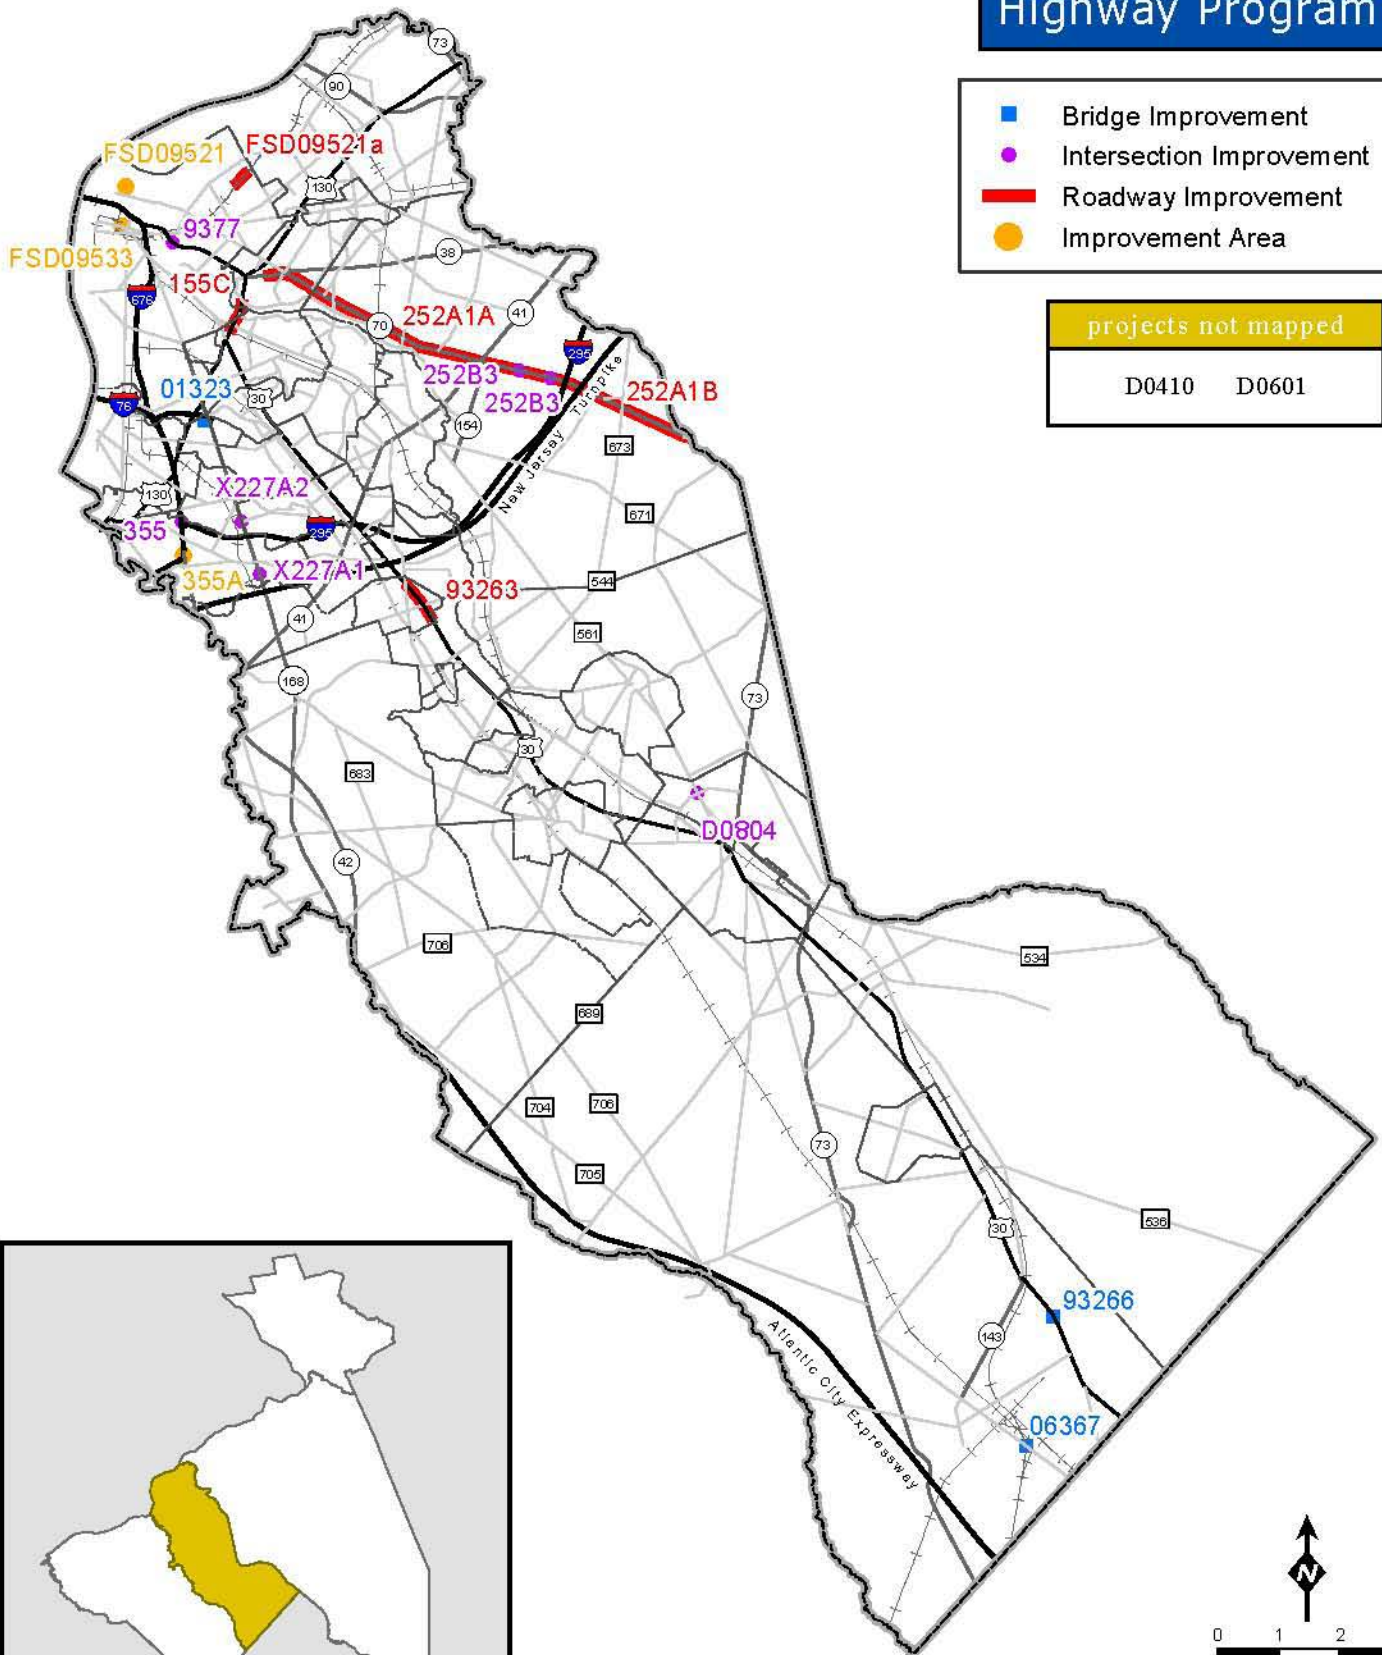 Highway Program
Bridge Improvement
Intersection Improvement
Roadway Improvement
Improvement Area
projects not mapped
D0410 D0601
73
90
FSD09521
FSD09521a
130
9377
38
FSD09533
155C
676
41
252A1A
70
295
252B3
New Jersey Turnpike
01323
252B3
252A1B
76
30
154
673
130
X227A2
671
355
295
355A
X227A1
544
93263
41
561
168
73
30
683
D0804
42
706
534
689
704
706
73
705
536
30
93266
143
Atlantic City Expressway
06367
N
0 1 2